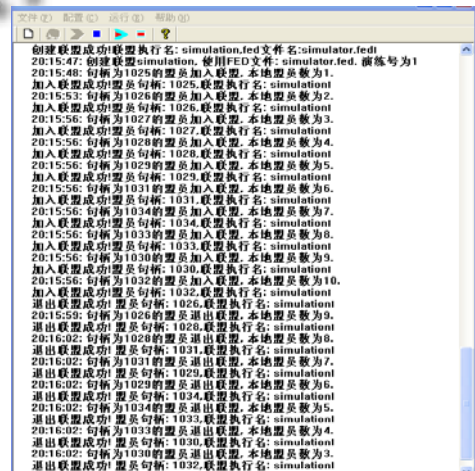 文件(F) 配置(C) 运行(R) 帮助(H)
创建联盟成功!联盟执行名: simulation,fed文件名:simulator.fed!
20:15:47: 创建联盟simulation, 使用FED文件: simulator.fed. 演练号为1
20:15:48: 句柄为1025的盟员加入联盟. 本地盟员数为1.
加入联盟成功!盟员句柄: 1025,联盟执行名: simulation!
20:15:53: 句柄为1026的盟员加入联盟. 本地盟员数为2.
加入联盟成功!盟员句柄: 1026,联盟执行名: simulation!
20:15:56: 句柄为1027的盟员加入联盟. 本地盟员数为3.
加入联盟成功!盟员句柄: 1027,联盟执行名: simulation!
20:15:56: 句柄为1028的盟员加入联盟. 本地盟员数为4.
加入联盟成功!盟员句柄: 1028,联盟执行名: simulation!
20:15:56: 句柄为1029的盟员加入联盟. 本地盟员数为5.
加入联盟成功!盟员句柄: 1029,联盟执行名: simulation!
20:15:56: 句柄为1031的盟员加入联盟. 本地盟员数为6.
加入联盟成功!盟员句柄: 1031,联盟执行名: simulation!
20:15:56: 句柄为1034的盟员加入联盟. 本地盟员数为7.
加入联盟成功!盟员句柄: 1034,联盟执行名: simulation!
20:15:56: 句柄为1033的盟员加入联盟. 本地盟员数为8.
加入联盟成功!盟员句柄: 1033,联盟执行名: simulation!
20:15:56: 句柄为1030的盟员加入联盟. 本地盟员数为9.
加入联盟成功!盟员句柄: 1030,联盟执行名: simulation!
20:15:56: 句柄为1032的盟员加入联盟. 本地盟员数为10.
加入联盟成功!盟员句柄: 1032,联盟执行名: simulation!
退出联盟成功! 盟员句柄: 1026,联盟执行名: simulation!
20:15:59: 句柄为1026的盟员退出联盟. 本地盟员数为9.
退出联盟成功! 盟员句柄: 1028,联盟执行名: simulation!
20:16:02: 句柄为1028的盟员退出联盟. 本地盟员数为8.
退出联盟成功! 盟员句柄: 1031,联盟执行名: simulation!
20:16:02: 句柄为1031的盟员退出联盟. 本地盟员数为7.
退出联盟成功! 盟员句柄: 1029,联盟执行名: simulation!
20:16:02: 句柄为1029的盟员退出联盟. 本地盟员数为6.
退出联盟成功! 盟员句柄: 1034,联盟执行名: simulation!
20:16:02: 句柄为1034的盟员退出联盟. 本地盟员数为5.
退出联盟成功! 盟员句柄: 1033,联盟执行名: simulation!
20:16:02: 句柄为1033的盟员退出联盟. 本地盟员数为4.
退出联盟成功! 盟员句柄: 1030,联盟执行名: simulation!
20:16:02: 句柄为1030的盟员退出联盟. 本地盟员数为3.
退出联盟成功! 盟员句柄: 1032,联盟执行名: simulation!